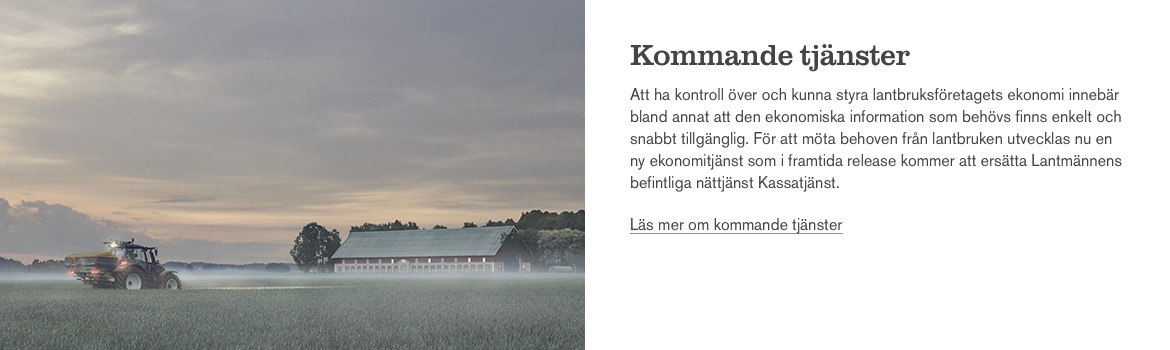 Kommande tjänster
Att ha kontroll över och kunna styra lantbruksföretagets ekonomi innebär
bland annat att den ekonomiska information som behövs finns enkelt och
snabbt tillgänglig. För att möta behoven från lantbruken utvecklas nu en
ny ekonomitjänst som i framtida release kommer att ersätta Lantmännens
befintliga nättjänst Kassatjänst.
Läs mer om kommande tjänster